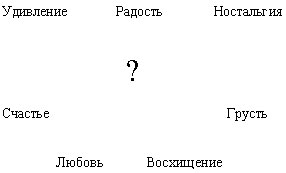 Удивление Радость Ностальгия
?
Счастье Грусть
Любовь Восхищение